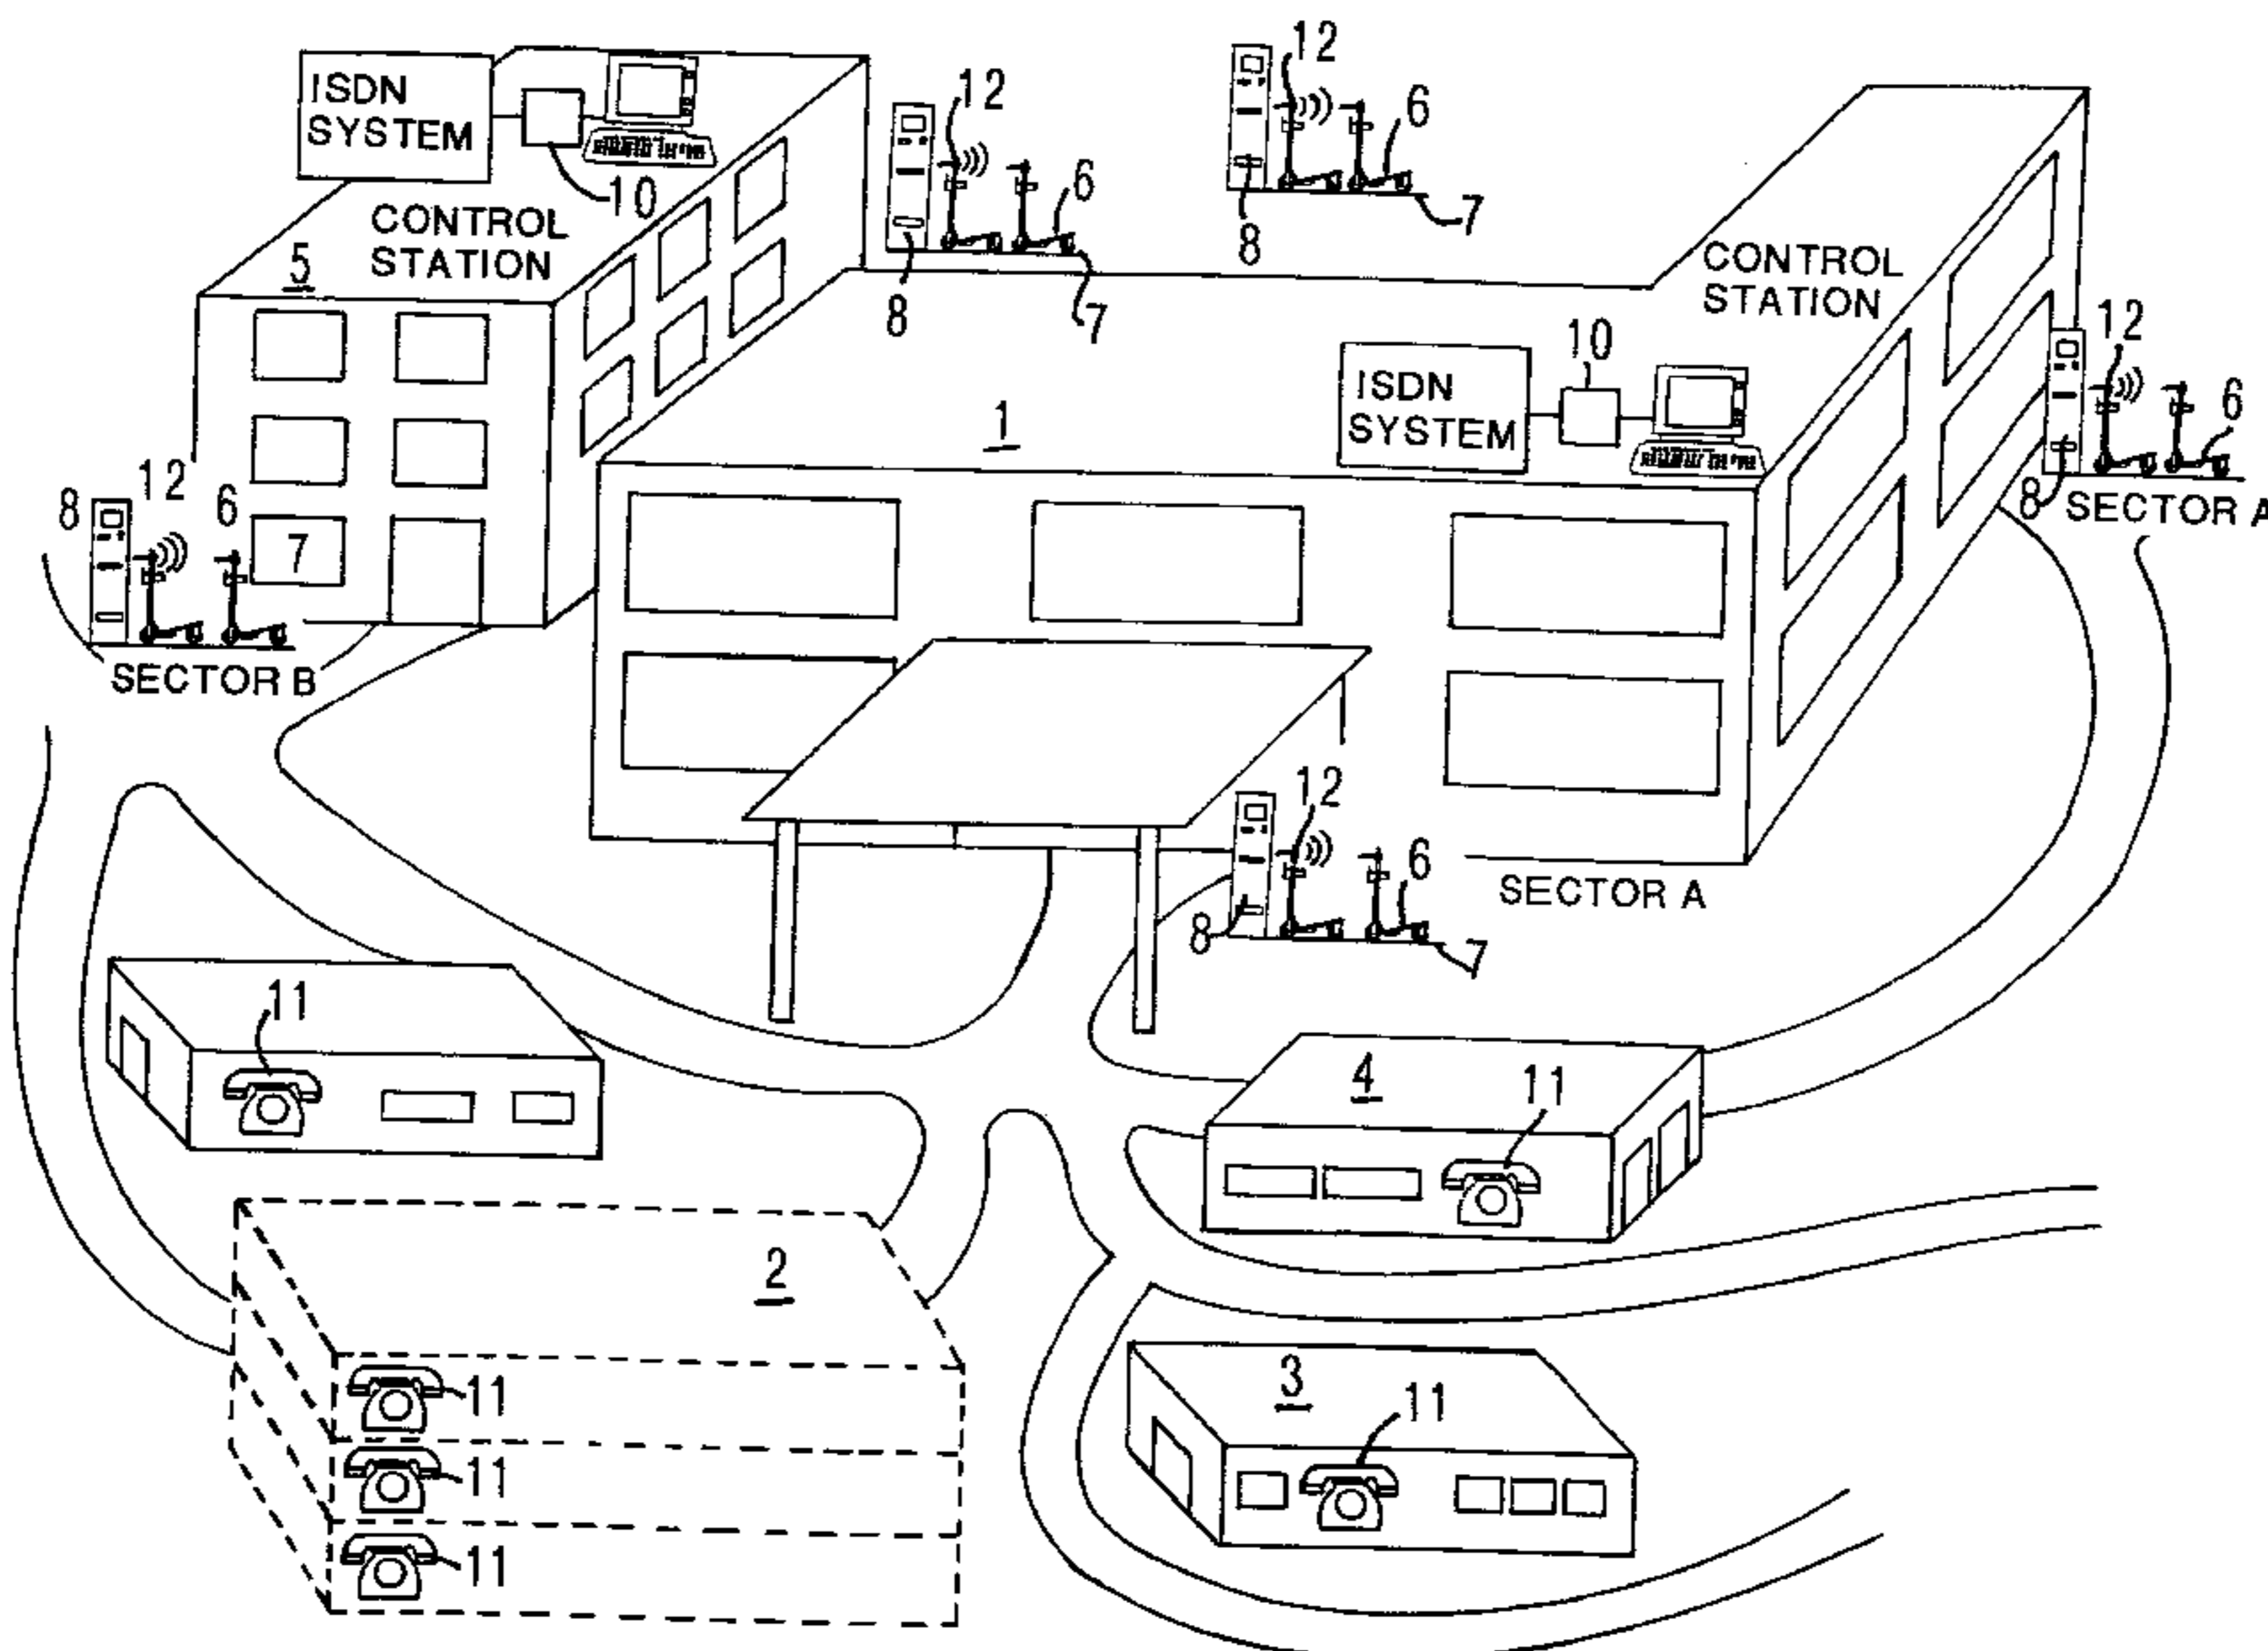 12
12
ISDN
SYSTEM
6
6
10
8
7
CONTROL
STATION
5
CONTROL
STATION
8
7
12
10
ISDN
SYSTEM
1
6
12
6
8
8
SECTOR A
7
SECTOR B
12
6
SECTOR A
8
7
11
4
11
2
3
11
11
11
11